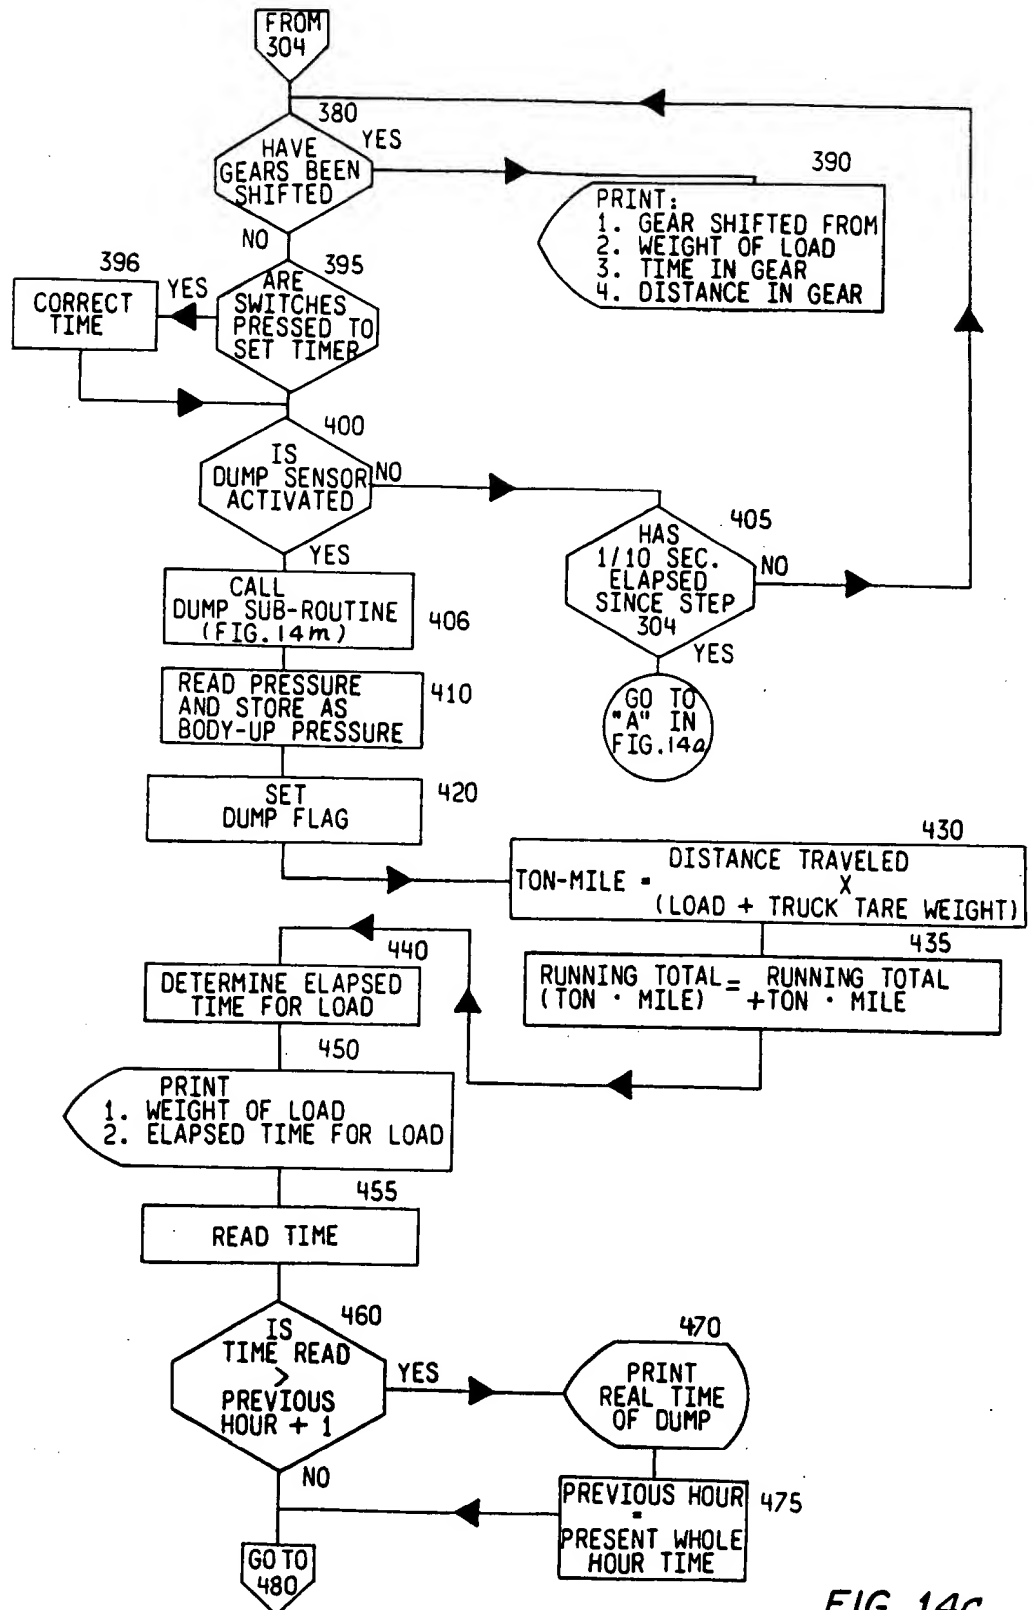 FROM
304
380
HAVE
GEARS BEEN
SHIFTED
YES
NO
390
PRINT:
1. GEAR SHIFTED FROM
2. WEIGHT OF LOAD
3. TIME IN GEAR
4. DISTANCE IN GEAR
395
ARE
SWITCHES
PRESSED TO
SET TIMER
YES
396
CORRECT
TIME
400
IS
DUMP SENSOR
ACTIVATED
NO
YES
405
HAS
1/10 SEC.
ELAPSED
SINCE STEP
304
NO
YES
GO TO
"A" IN
FIG.14a
CALL
DUMP SUB-ROUTINE
(FIG.14m)
406
READ PRESSURE
AND STORE AS
BODY-UP PRESSURE
410
SET
DUMP FLAG
420
430
DISTANCE TRAVELED
TON-MILE = X
(LOAD + TRUCK TARE WEIGHT)
435
RUNNING TOTAL = RUNNING TOTAL
(TON · MILE) +TON · MILE
440
DETERMINE ELAPSED
TIME FOR LOAD
450
PRINT
1. WEIGHT OF LOAD
2. ELAPSED TIME FOR LOAD
455
READ TIME
460
IS
TIME READ
>
PREVIOUS
HOUR + 1
YES
NO
470
PRINT
REAL TIME
OF DUMP
PREVIOUS HOUR
=
PRESENT WHOLE
HOUR TIME
475
GO TO
480
FIG. 14c